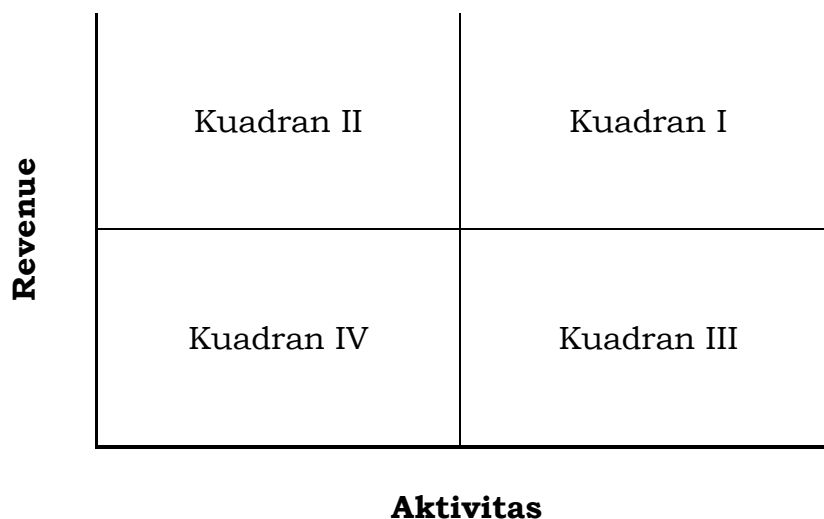 Kuadran II
Kuadran I
Revenue
Kuadran IV
Kuadran III
Aktivitas